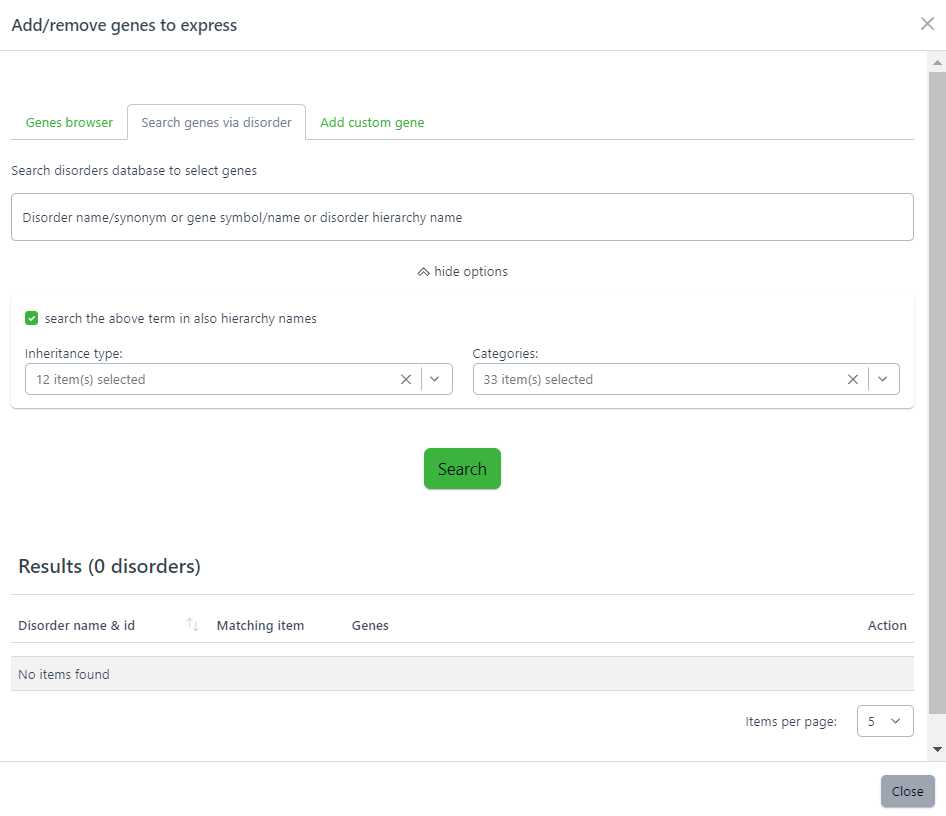 Add/remove genes to express
Genes browser
Search genes via disorder
Add custom gene
Search disorders database to select genes
Disorder name/synonym or gene symbol/name or disorder hierarchy name
hide options
search the above term in also hierarchy names
Inheritance type:
Categories:
12 item(s) selected
33 item(s) selected
Search
Results (0 disorders)
Disorder name & id
Matching item
Genes
Action
No items found
Items per page:
5
Close